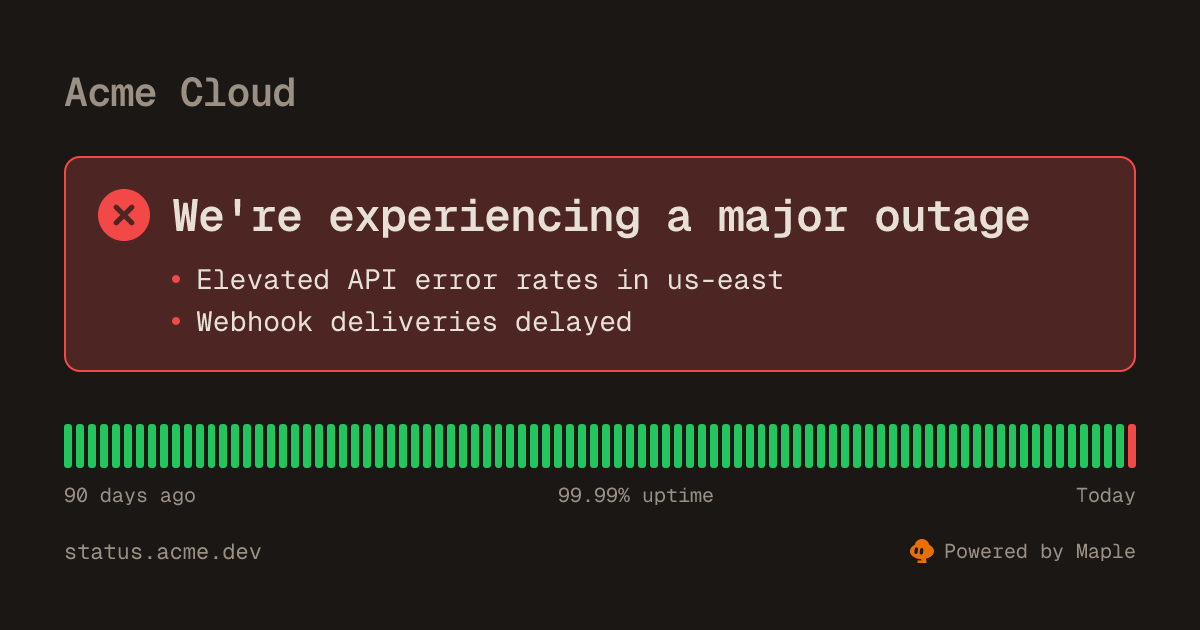 Acme Cloud
We're experiencing a major outage
• Elevated API error rates in us-east
• Webhook deliveries delayed
90 days ago
99.99% uptime
Today
status.acme.dev
Powered by Maple